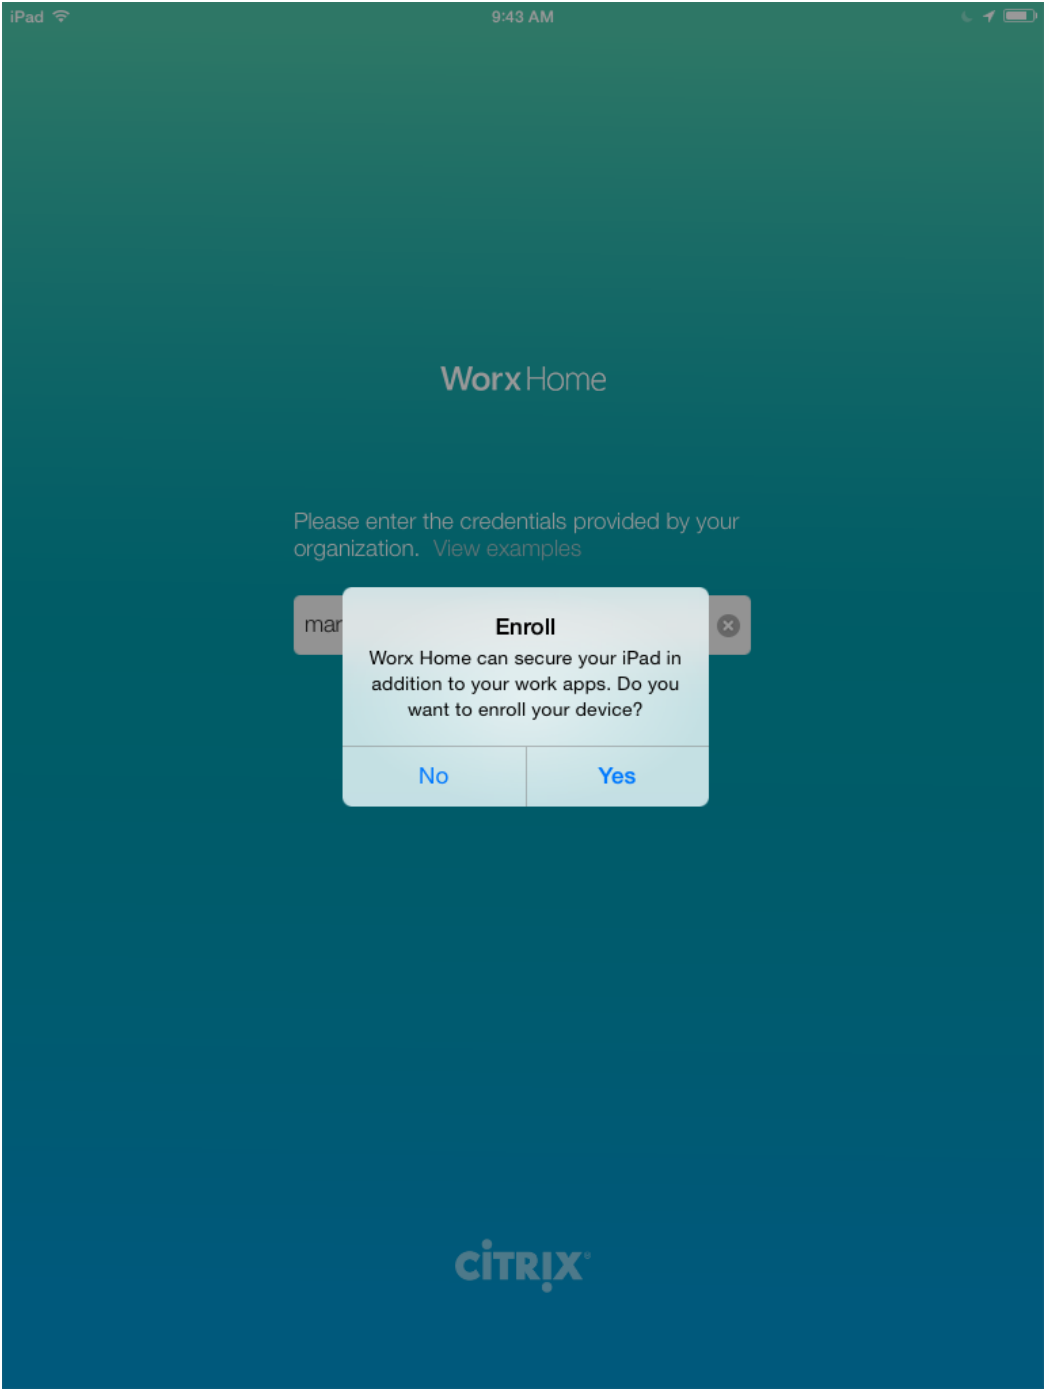 iPad
9:43 AM
Worx Home
Please enter the credentials provided by your
organization. View examples
mar
Enroll
Worx Home can secure your iPad in
addition to your work apps. Do you
want to enroll your device?
No
Yes
CİTRIX®